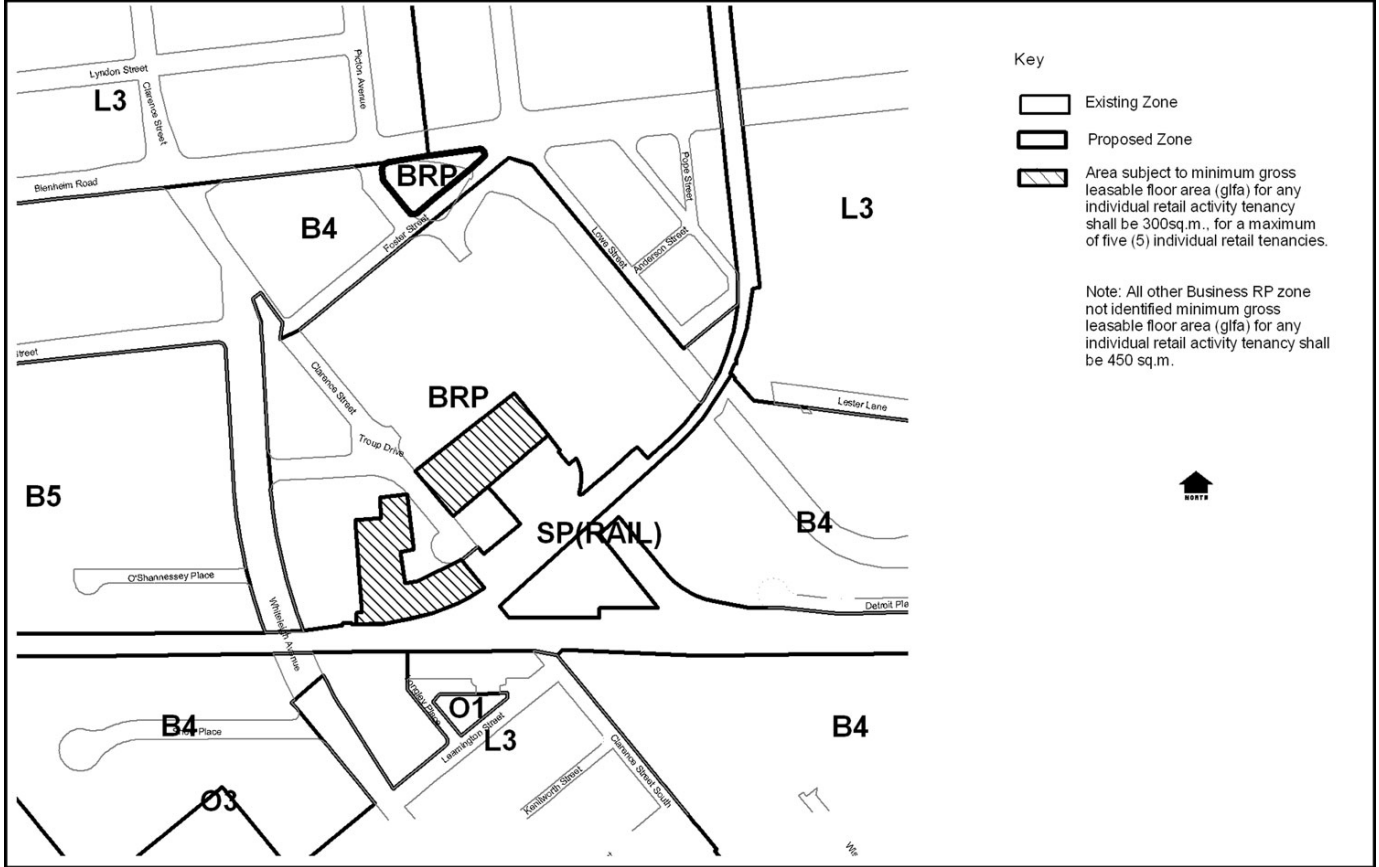 Lyndon Street
Clarence Street
Picton Avenue
L3
Blenheim Road
BRP
B4
Foster Street
Pope Street
Lowe Street
Anderson Street
L3
Clarence Street
Troup Drive
BRP
Lester Lane
B5
SP(RAIL)
B4
O'Shannessey Place
Whiteleigh Avenue
Detroit Pla
B4
Place
O1
Leamington Street
L3
Kenilworth Street
Clarence Street South
B4
O3
Key
Existing Zone
Proposed Zone
Area subject to minimum gross
leasable floor area (glfa) for any
individual retail activity tenancy
shall be 300sq.m., for a maximum
of five (5) individual retail tenancies.
Note: All other Business RP zone
not identified minimum gross
leasable floor area (glfa) for any
individual retail activity tenancy shall
be 450 sq.m.
NORTH